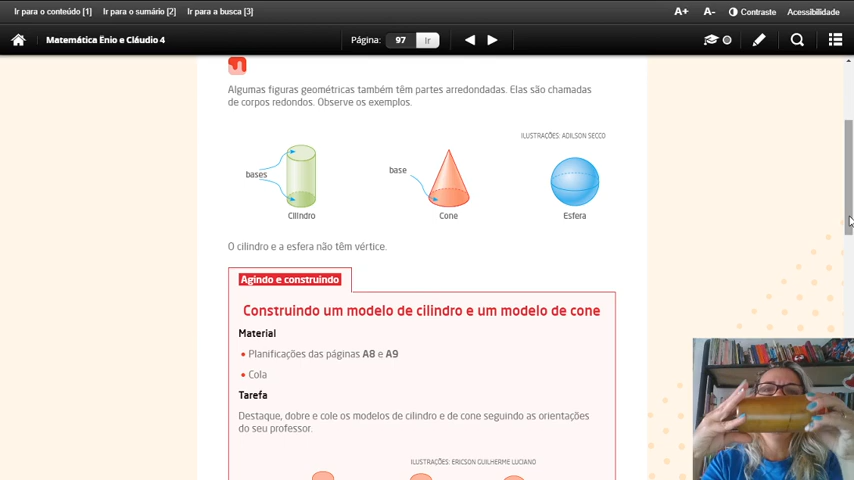 Ir para o conteúdo [1] Ir para o sumário [2] Ir para a busca [3] A+ A- Contraste Acessibilidade
Matemática Enio e Cláudio 4 Página: 97 Ir
Algumas figuras geométricas também têm partes arredondadas. Elas são chamadas
de corpos redondos. Observe os exemplos.
ILUSTRAÇÕES: ADILSON SECCO
bases
base
Cilindro Cone Esfera
O cilindro e a esfera não têm vértice.
Agindo e construindo
Construindo um modelo de cilindro e um modelo de cone
Material
• Planificações das páginas A8 e A9
• Cola
Tarefa
Destaque, dobre e cole os modelos de cilindro e de cone seguindo as orientações
do seu professor.
ILUSTRAÇÕES: ERICSON GUILHERME LUCIANO